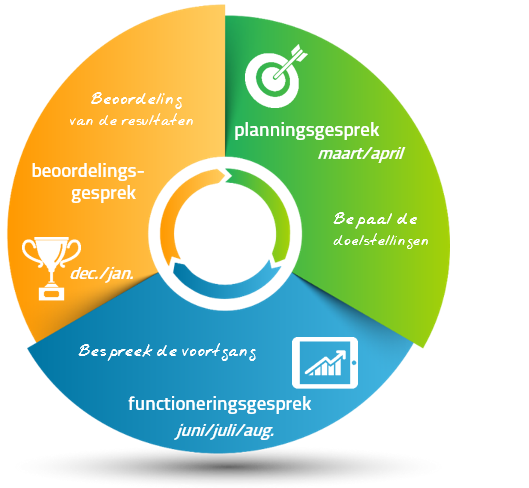 planningsgesprek
maart/april
Bepaal de
doelstellingen
Bespreek de voortgang
functioneringsgesprek
juni/juli/aug.
Beoordeling
van de resultaten
beoordelings-
gesprek
dec./jan.